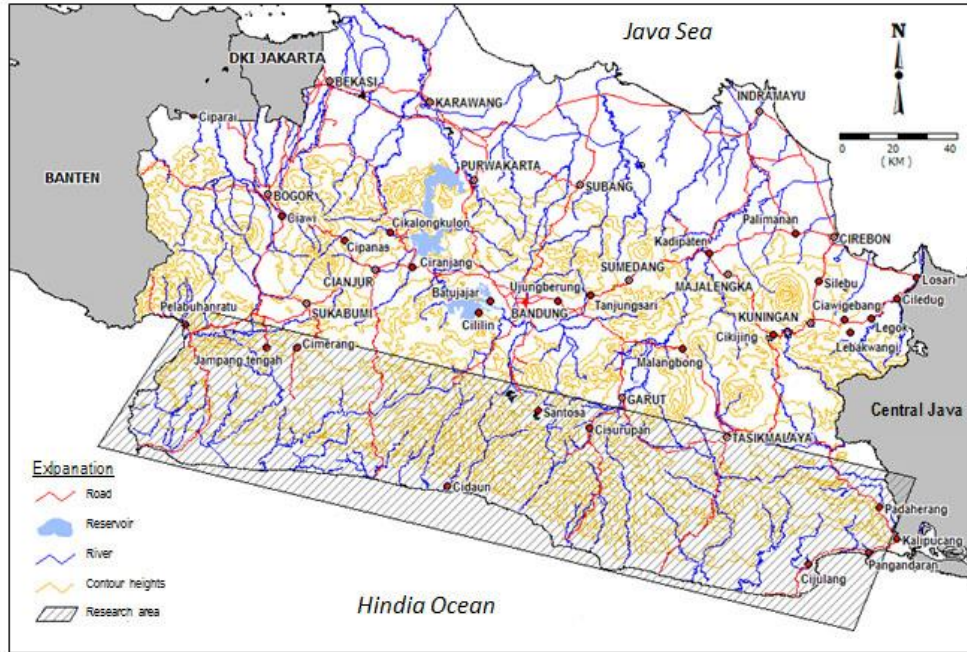 Java Sea
N
DKI JAKARTA
BEKASI
KARAWANG
INDRAMAYU
Ciparai
0 20 40
( KM )
BANTEN
PURWAKARTA
SUBANG
BOGOR
Ciawi
Cikalongkulon
Palimanan
Cipanas
Kadipaten
CIREBON
Ciranjang
SUMEDANG
CIANJUR
MAJALENGKA
Silebu
Losari
Batujajar
Ujungberung
Tanjungsari
Ciledug
Pelabuhanratu
SUKABUMI
Cililin
BANDUNG
KUNINGAN
Ciawigebang
Legok
Cikijing
Lebakwangi
Jampang tengah
Cimerang
Malangbong
GARUT
Central Java
Santosa
Cisurupan
TASIKMALAYA
Exlpanation
Road
Cidaun
Padaherang
Reservoir
Kalipucang
River
Pangandaran
Cijulang
Contour heights
Research area
Hindia Ocean